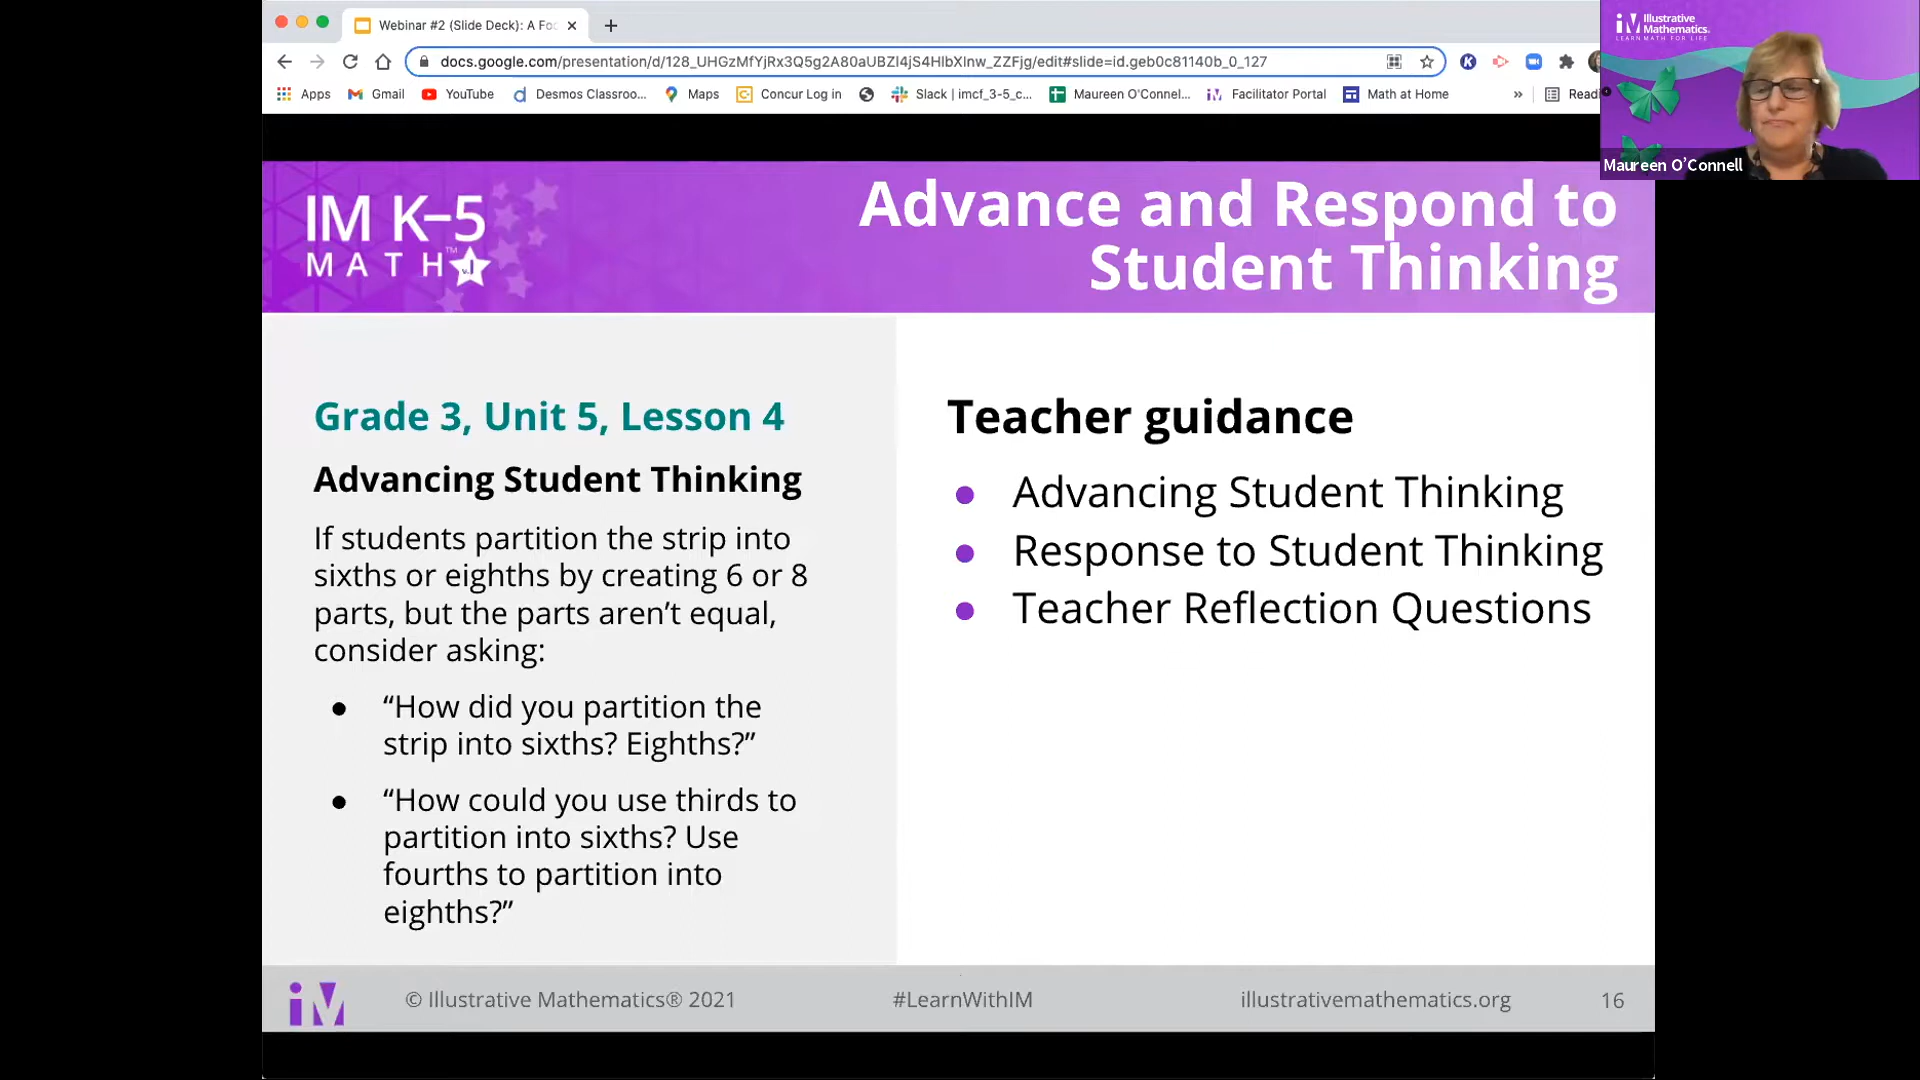 Webinar #2 (Slide Deck): A Fo
docs.google.com/presentation/d/128_UHGzMfYjRx3Q5g2A80aUBZI4jS4HlbXlnw_ZZFjg/edit#slide=id.geb0c81140b_0_127
Apps Gmail YouTube Desmos Classroo... Maps Concur Log in Slack | imcf_3-5_c... Maureen O'Connel... Facilitator Portal Math at Home » Readi
Illustrative
Mathematics.
LEARN MATH FOR LIFE
Maureen O'Connell
IM K–5
MATH™
v.I
Advance and Respond to
Student Thinking
Grade 3, Unit 5, Lesson 4
Advancing Student Thinking
If students partition the strip into
sixths or eighths by creating 6 or 8
parts, but the parts aren’t equal,
consider asking:
● “How did you partition the
strip into sixths? Eighths?”
● “How could you use thirds to
partition into sixths? Use
fourths to partition into
eighths?”
Teacher guidance
● Advancing Student Thinking
● Response to Student Thinking
● Teacher Reflection Questions
© Illustrative Mathematics® 2021 #LearnWithIM illustrativemathematics.org 16